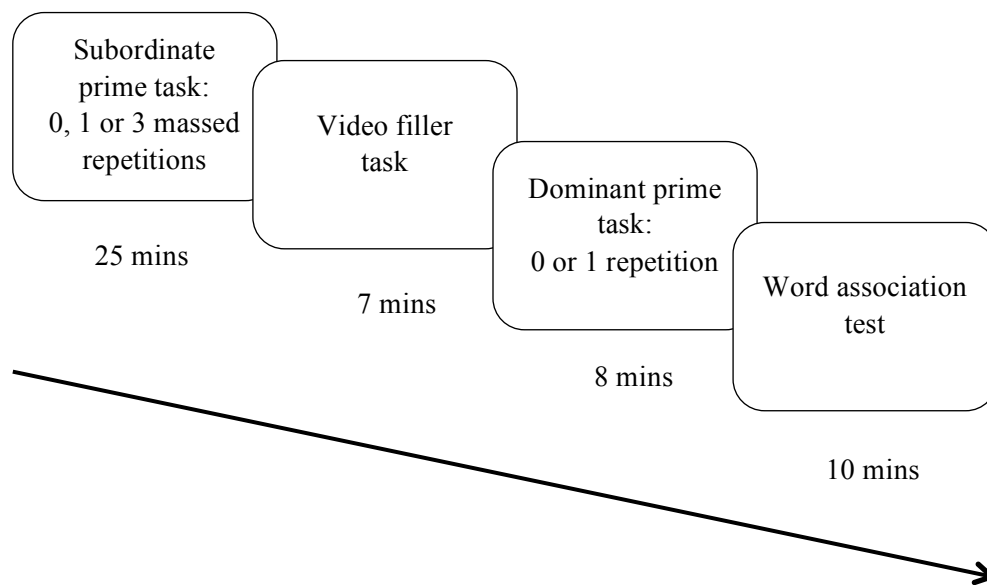 Subordinate
prime task:
0, 1 or 3 massed
repetitions
25 mins
Video filler
task
7 mins
Dominant prime
task:
0 or 1 repetition
8 mins
Word association
test
10 mins